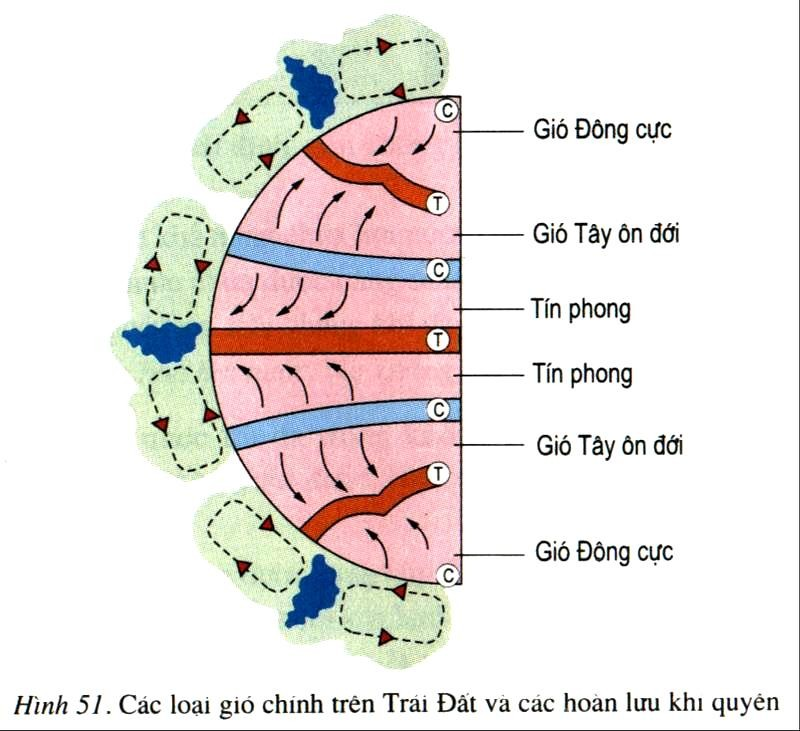 C
Gió Đông cực
T
Gió Tây ôn đới
C
Tín phong
T
Tín phong
C
Gió Tây ôn đới
T
Gió Đông cực
C
Hình 51. Các loại gió chính trên Trái Đất và các hoàn lưu khí quyên